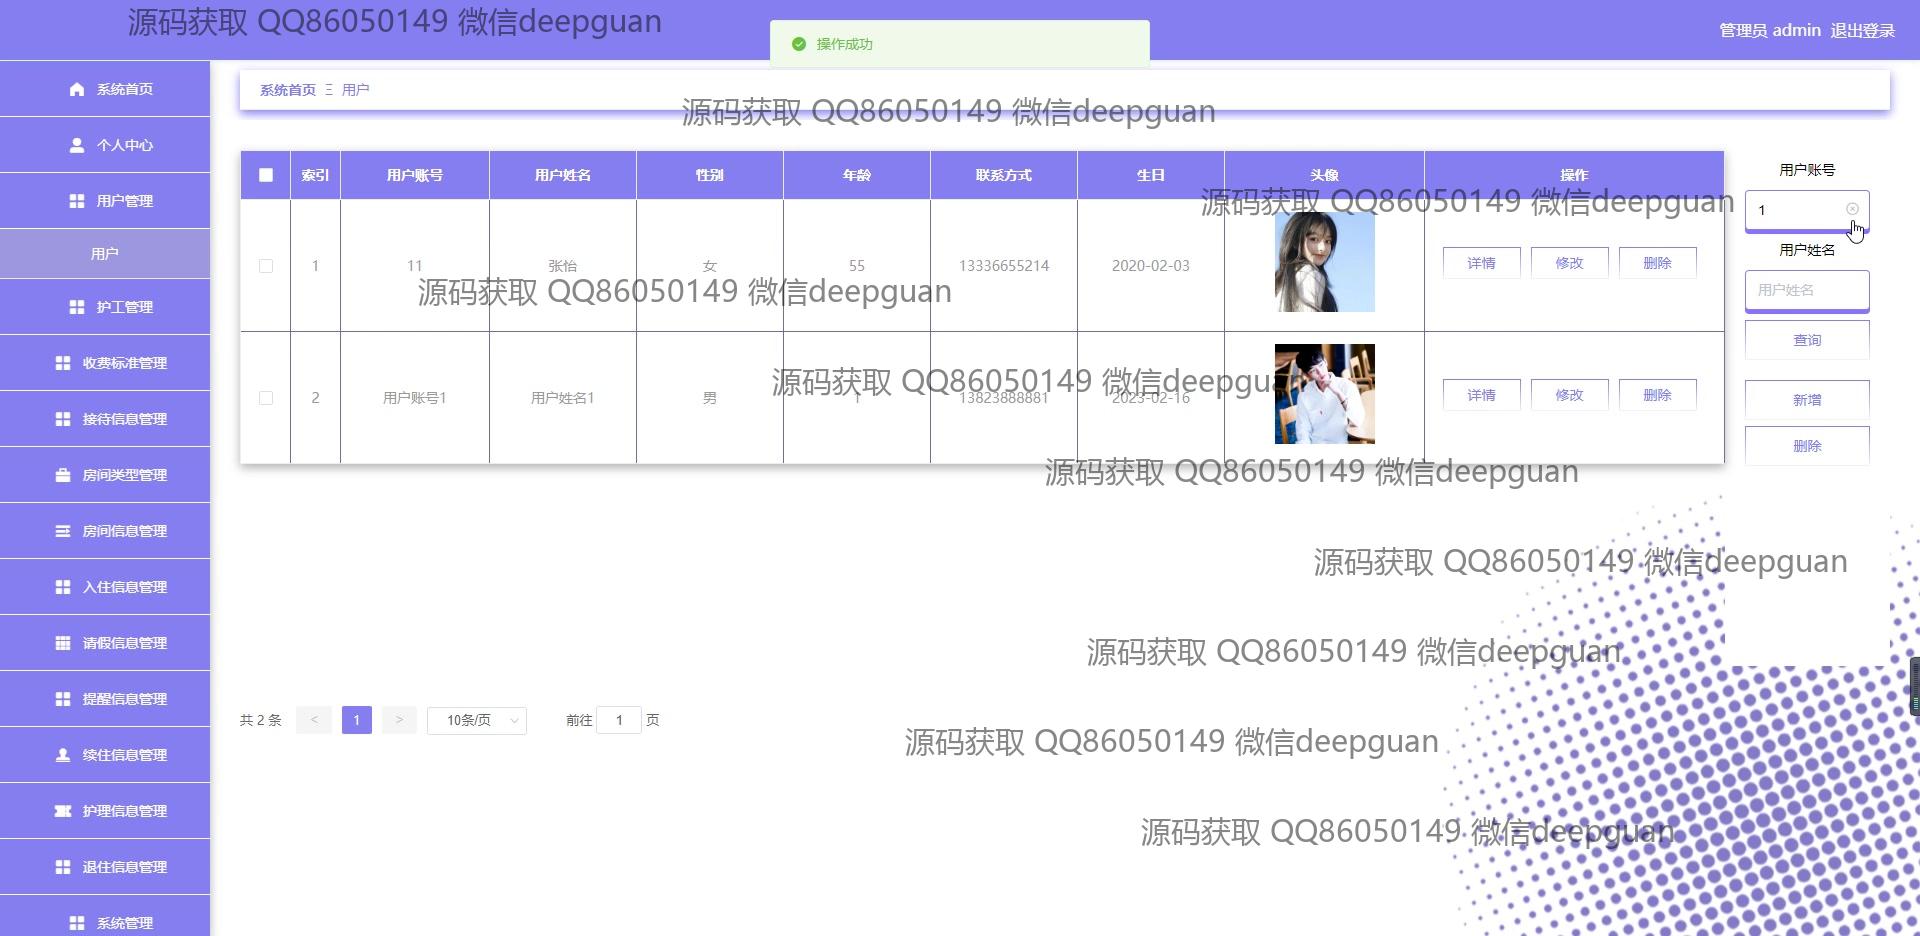 源码获取 QQ86050149 微信deepguan
操作成功
管理员 admin 退出登录
系统首页
个人中心
用户管理
用户
护工管理
收费标准管理
接待信息管理
房间类型管理
房间信息管理
入住信息管理
请假信息管理
提醒信息管理
续住信息管理
护理信息管理
退住信息管理
系统管理
系统首页 Ξ 用户
源码获取 QQ86050149 微信deepguan
索引 用户账号 用户姓名 性别 年龄 联系方式 生日 头像 操作
源码获取 QQ86050149 微信deepguan
1 11 张怡 女 55 13336655214 2020-02-03 详情 修改 删除
源码获取 QQ86050149 微信deepguan
源码获取 QQ86050149 微信deepguan
2 用户账号1 用户姓名1 男 1 13823888881 2023-02-16 详情 修改 删除
用户账号
1
用户姓名
用户姓名
查询
新增
删除
源码获取 QQ86050149 微信deepguan
源码获取 QQ86050149 微信deepguan
源码获取 QQ86050149 微信deepguan
共 2 条 < 1 > 10条/页 前往 1 页
源码获取 QQ86050149 微信deepguan
源码获取 QQ86050149 微信deepguan